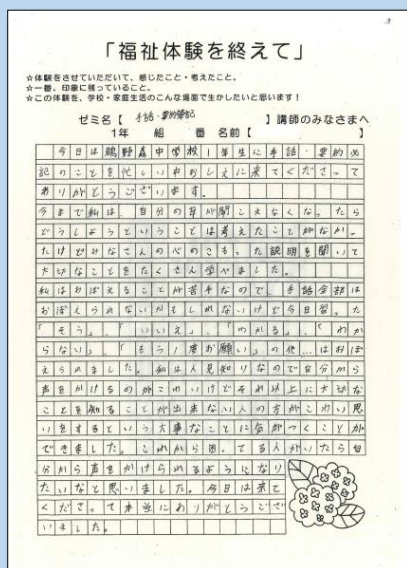 3
「福祉体験を終えて」
☆体験をさせていただいて、感じたこと・考えたこと。
☆一番、印象に残っていること。
☆この体験を、学校・家庭生活のこんな場面で生かしたいと思います！
ゼミ名【 手話・要約筆記 】講師のみなさまへ
1年 組 番 名前【 】
今日は鵜野森中学校1年生に手話・要約筆
記のことを忙しい中おしえに来てくださって
ありがとうございます。
今まで私は、自分の耳が聞こえなくなったら
どうしようということは考えたことがなかっ
たけどみなさんの心のこもった説明を聞いて
大切なことをたくさん学べました。
私はおぼえることが苦手なので、手話全部は
おぼえられないかもしれないけど今日習った
「そう」、「いいえ」、「わかる」、「わか
らない」、「もう1度お願い」の他…はおぼ
えられました。私は人見知りなので自分から
声をかけるのがこわいけどそれ以上に大切な
ことを知ることが出来ない人の方がこわい思
いをするという大事なことに気がつくことが
できました。これから困ってる人がいたら自
分から声をかけられるようになり
たいなと思いました。今日は来て
くださって本当にありがとうござ
いました。